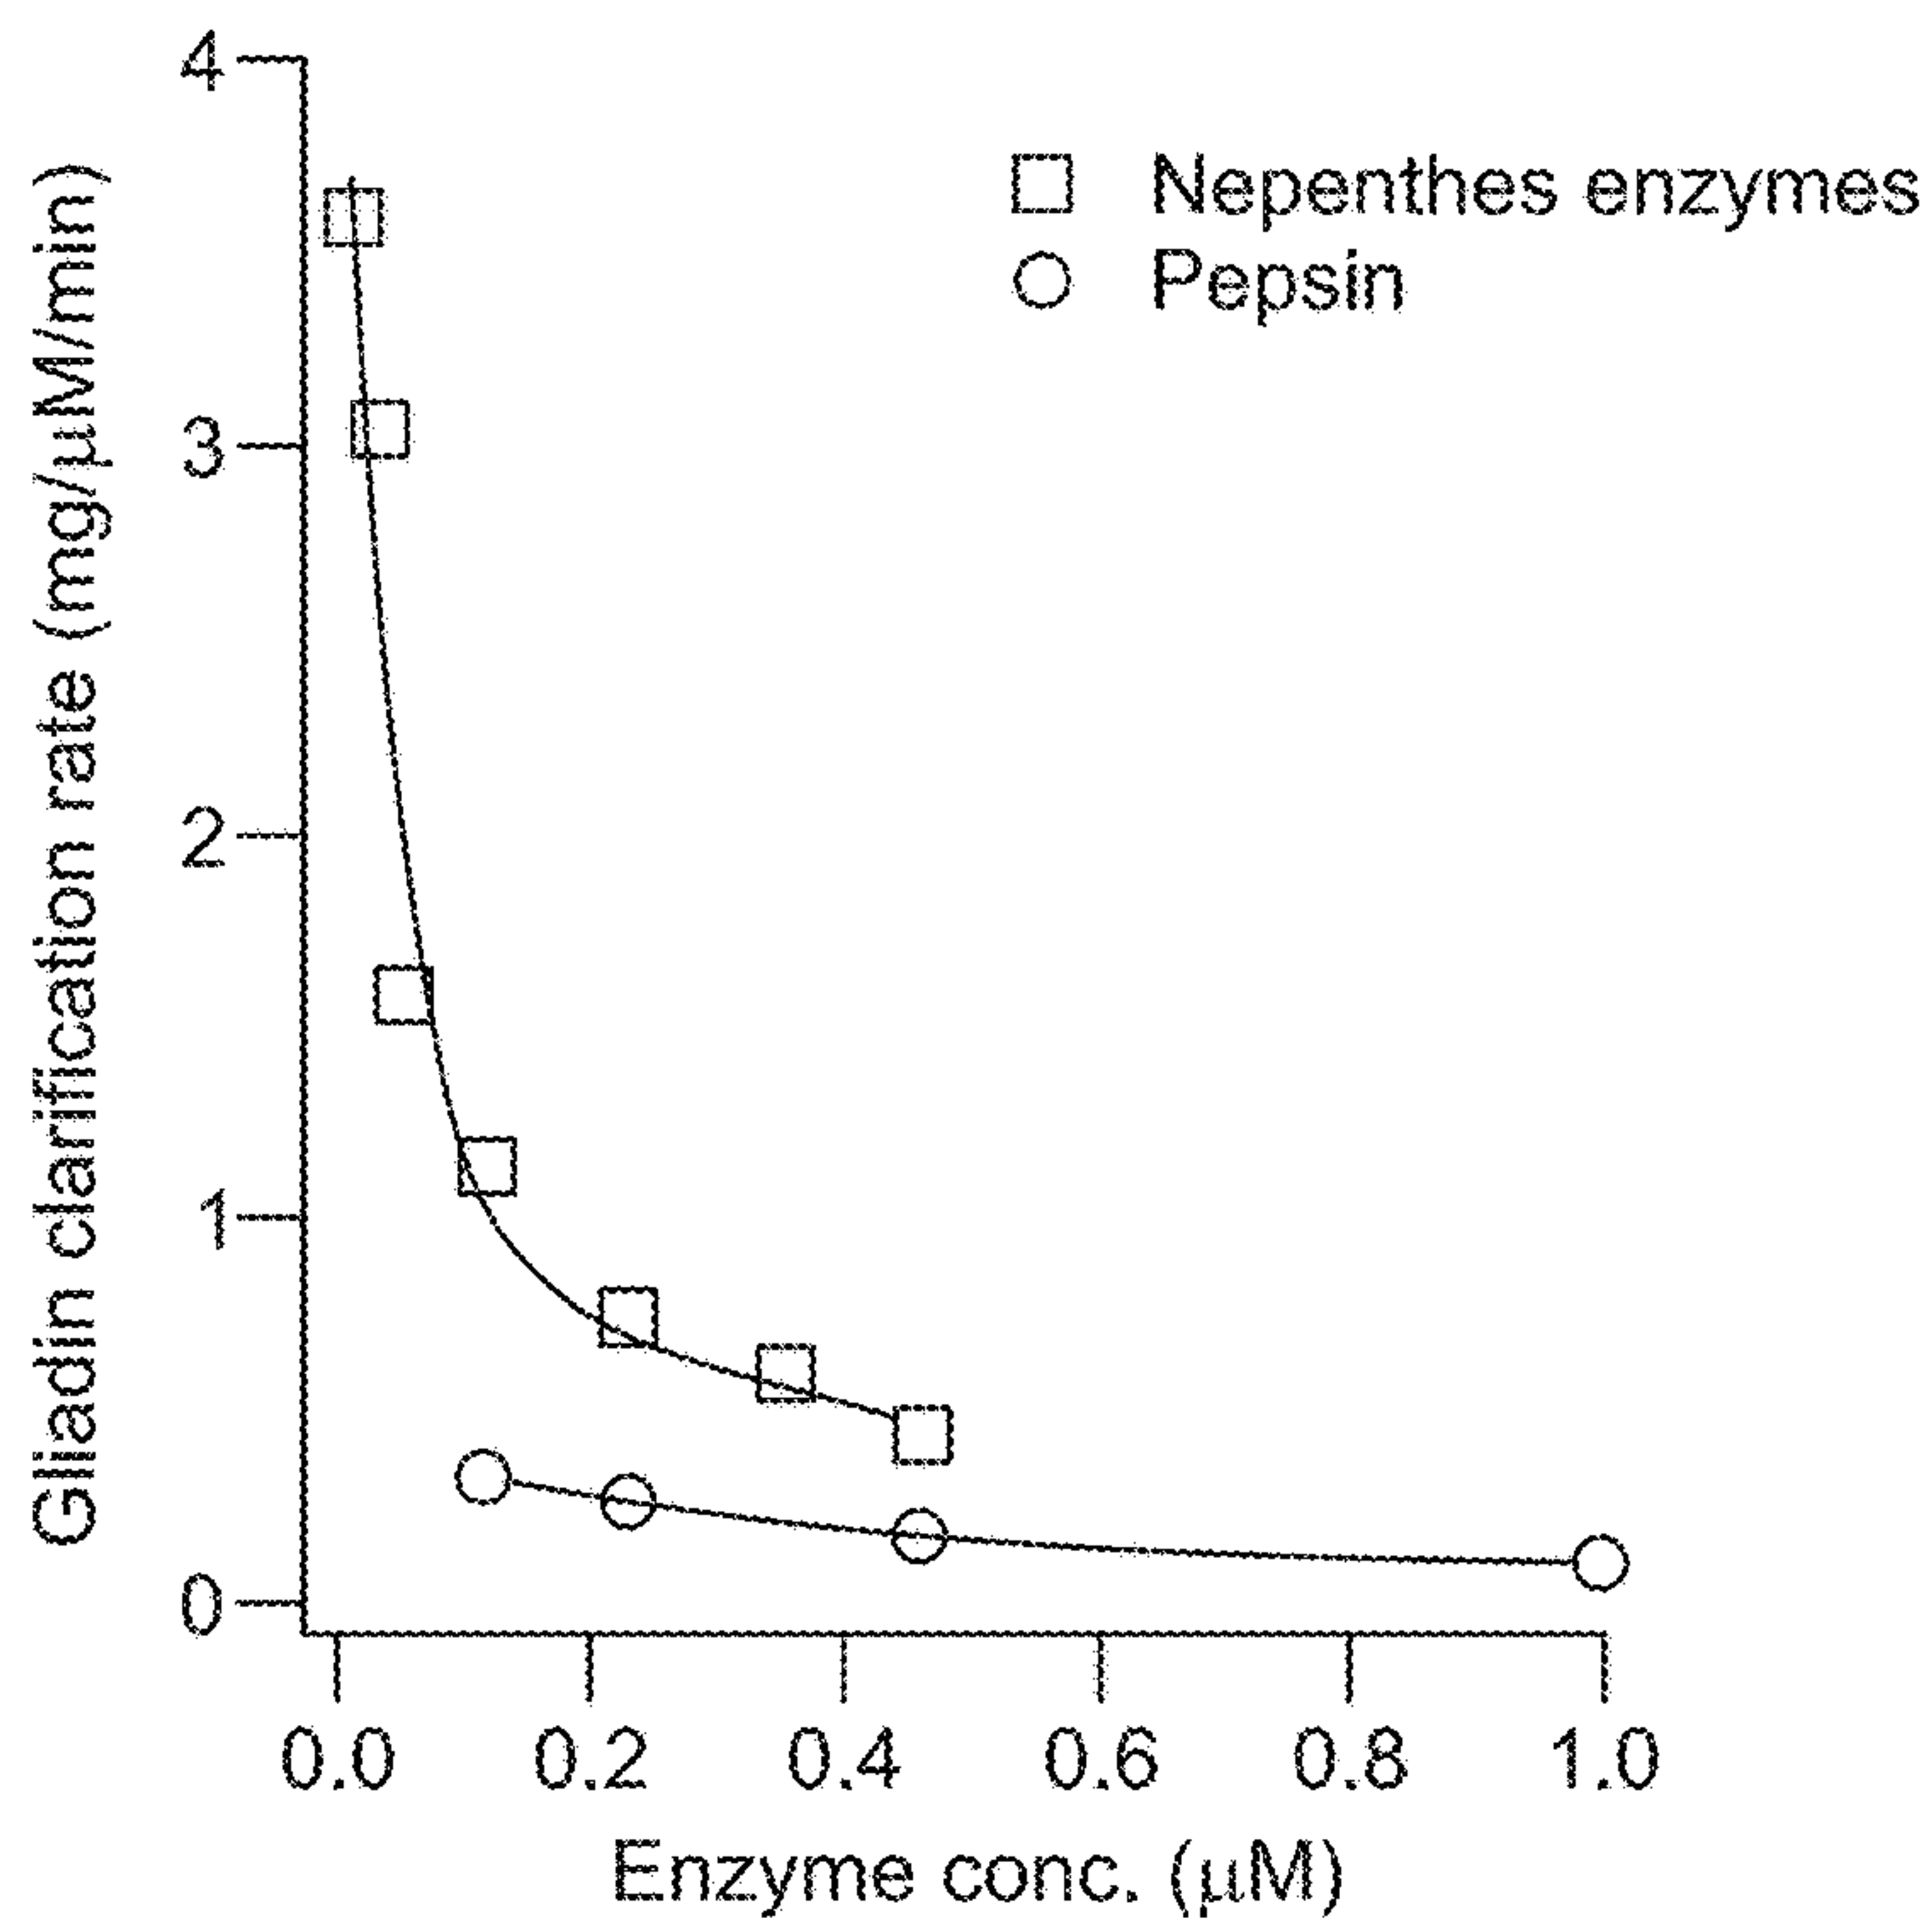 Gliadin clarification rate (mg/µM/min)
4
3
2
1
0
Nepenthes enzymes
Pepsin
0.0 0.2 0.4 0.6 0.8 1.0
Enzyme conc. (µM)